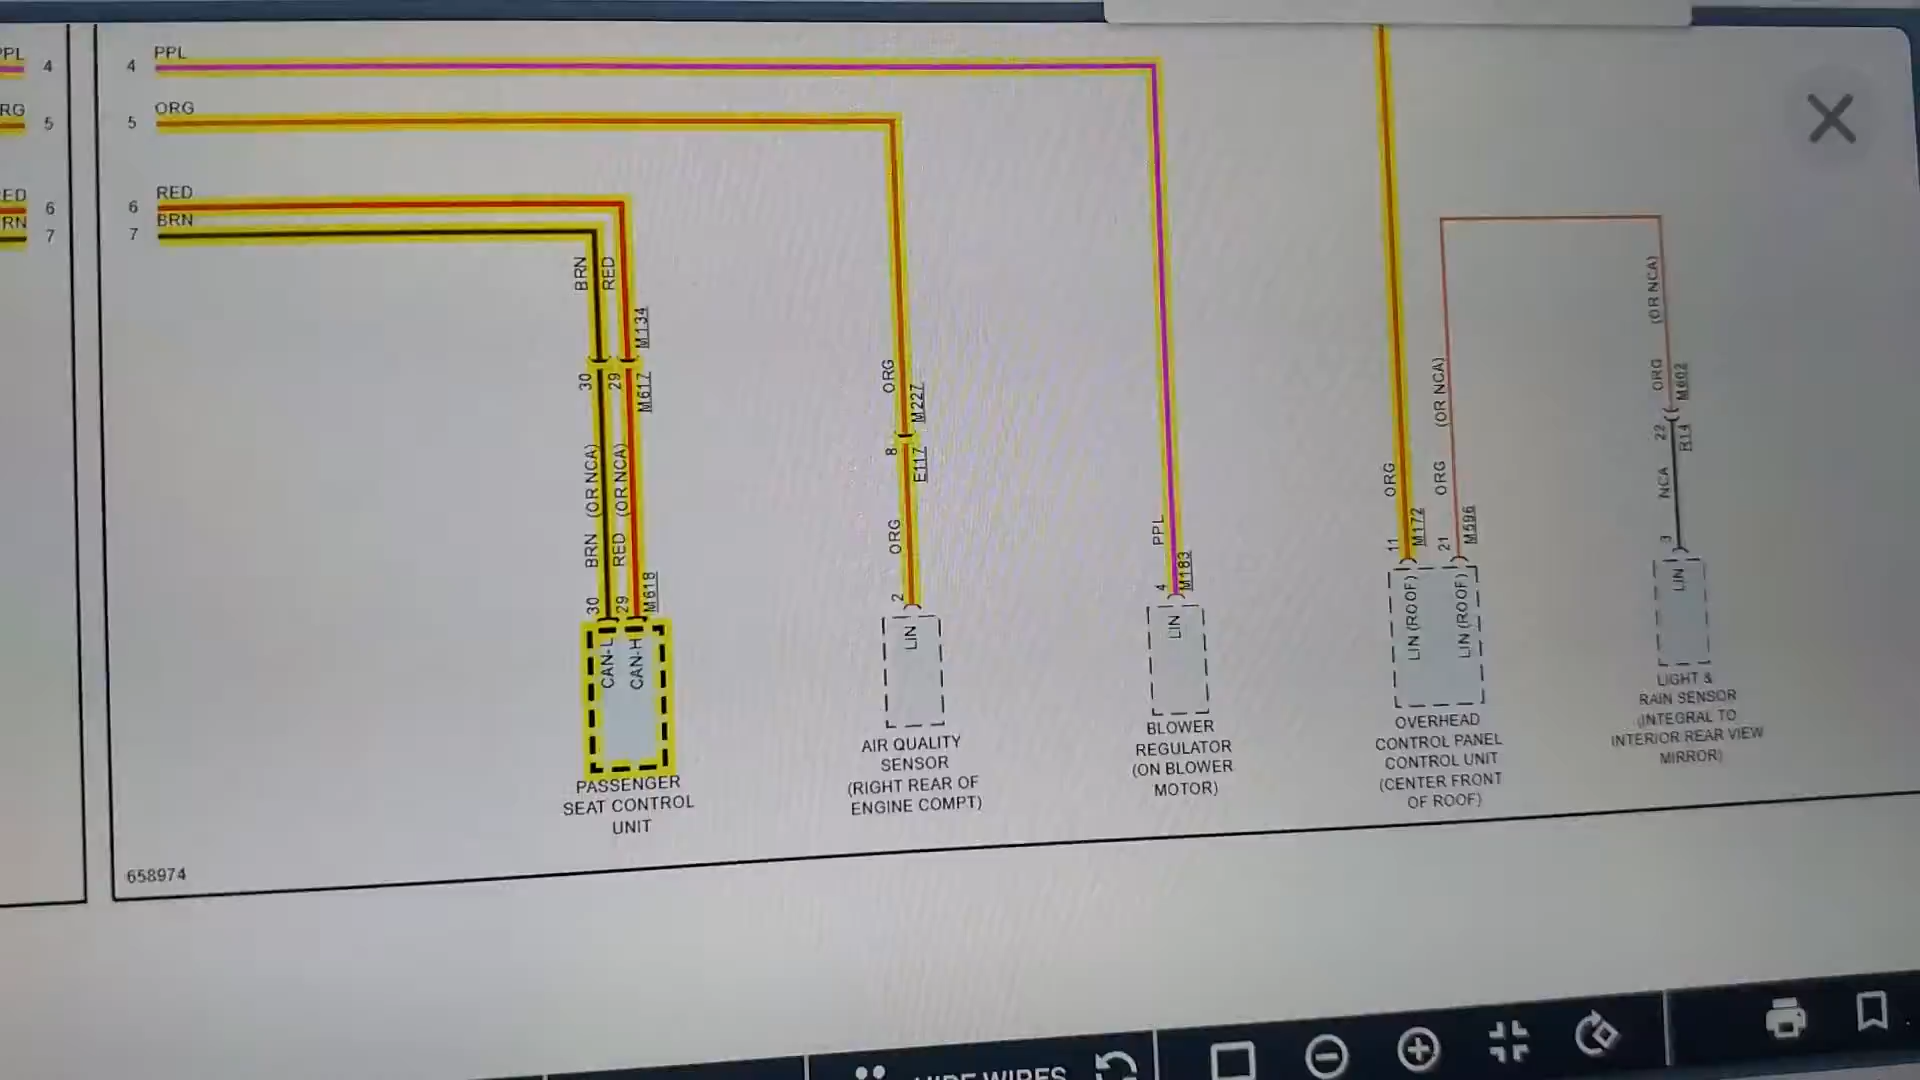 PPL
4
4
PPL
RG
5
5
ORG
ED
6
6
RED
RN
7
7
BRN
BRN
RED
M134
30
29
M617
BRN (OR NCA)
RED (OR NCA)
30
29
M618
CAN-L
CAN-H
PASSENGER
SEAT CONTROL
UNIT
ORG
M227
8
E117
ORG
2
LIN
AIR QUALITY
SENSOR
(RIGHT REAR OF
ENGINE COMPT)
PPL
4
M183
LIN
BLOWER
REGULATOR
(ON BLOWER
MOTOR)
ORG
11
M172
LIN (ROOF)
ORG (OR NCA)
21
M596
LIN (ROOF)
OVERHEAD
CONTROL PANEL
CONTROL UNIT
(CENTER FRONT
OF ROOF)
ORG (OR NCA)
M602
22
R14
NCA
3
LIN
LIGHT &
RAIN SENSOR
(INTEGRAL TO
INTERIOR REAR VIEW
MIRROR)
658974
HIDE WIRES